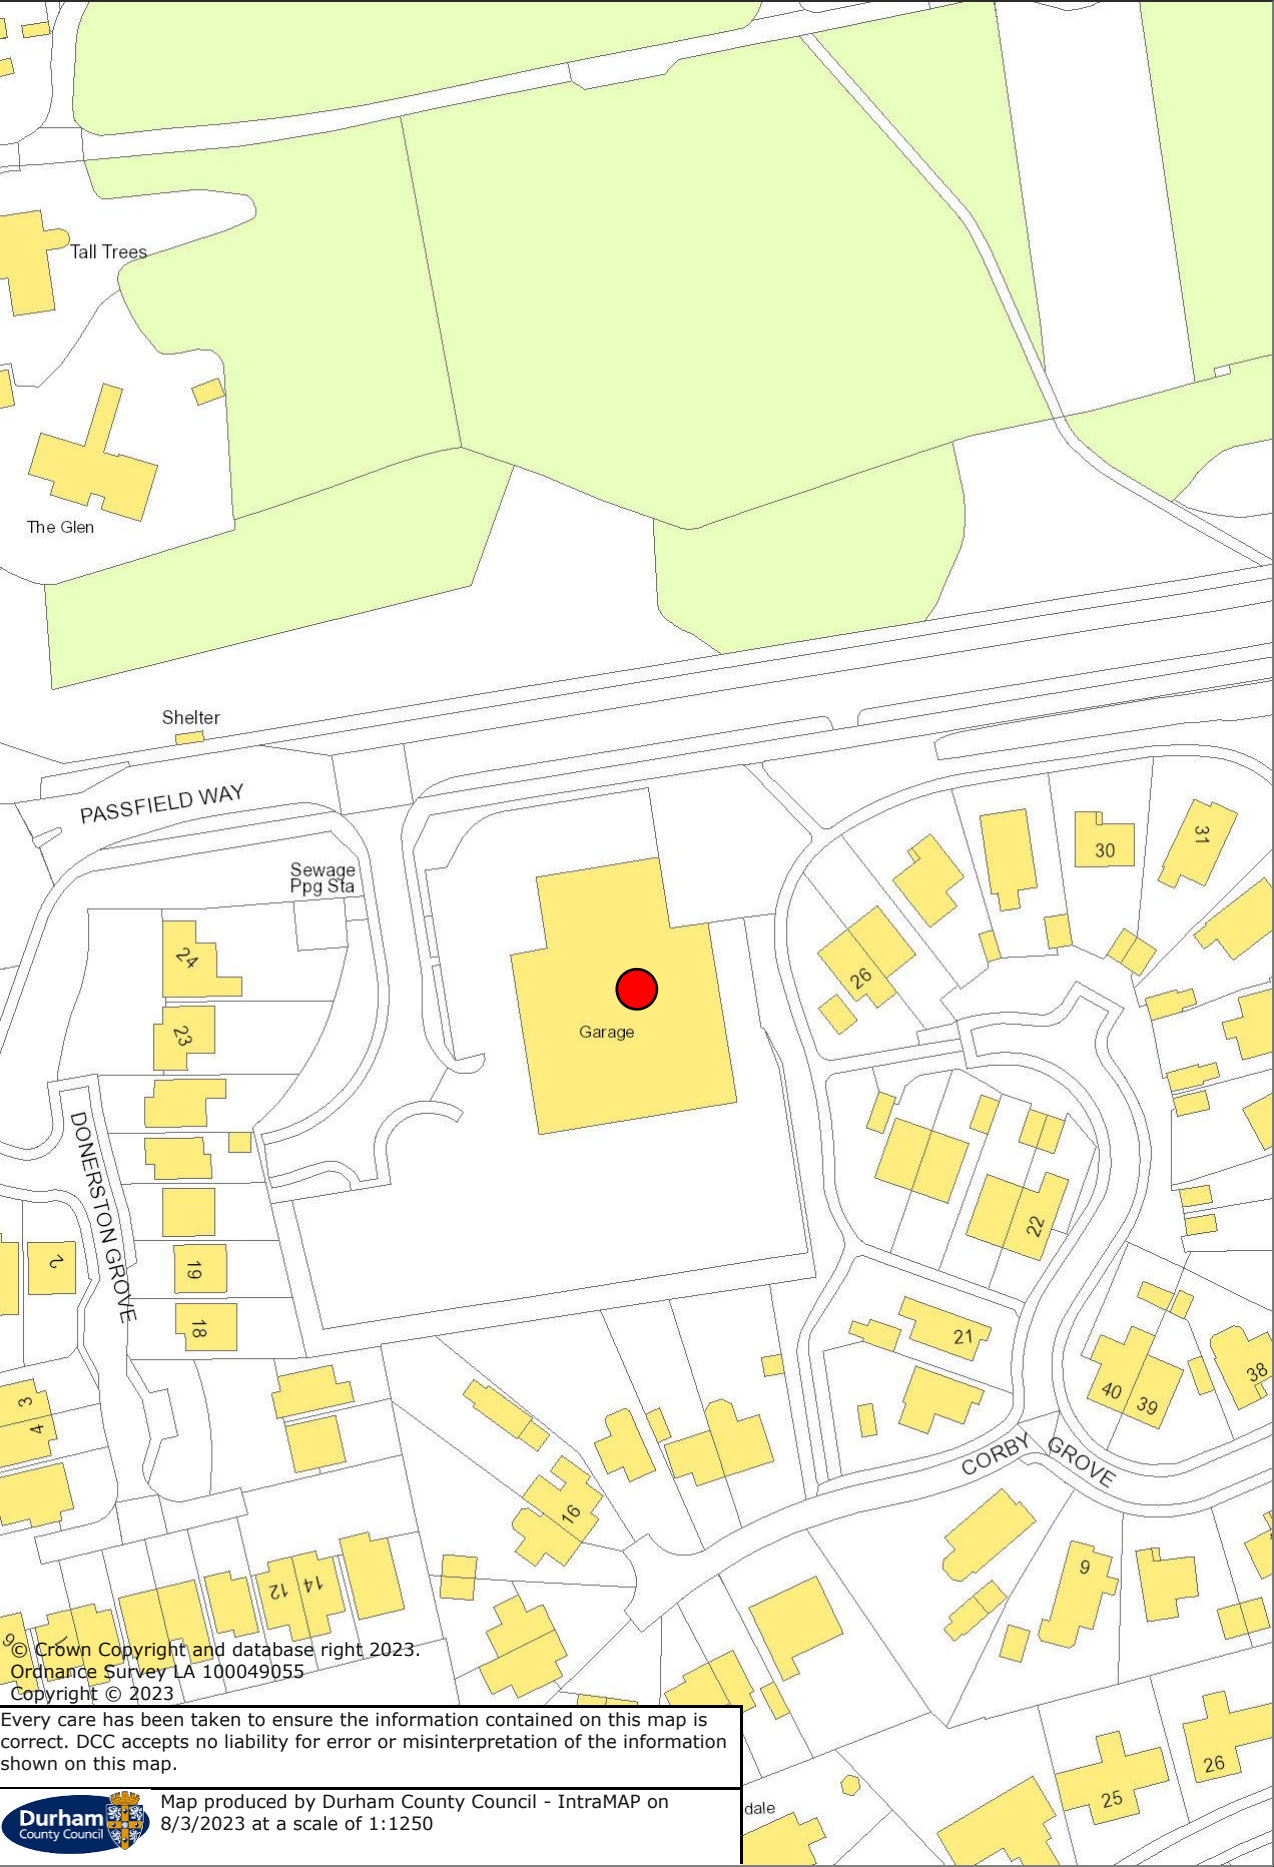 Tall Trees
The Glen
Shelter
PASSFIELD WAY
Sewage
Ppg Sta
31
30
24
26
23
Garage
DONERSTON GROVE
22
2
19
18
21
38
40
39
3
4
CORBY GROVE
16
9
12
14
© Crown Copyright and database right 2023.
Ordnance Survey LA 100049055
Copyright © 2023
Every care has been taken to ensure the information contained on this map is
correct. DCC accepts no liability for error or misinterpretation of the information
shown on this map.
Durham
County Council
Map produced by Durham County Council - IntraMAP on
8/3/2023 at a scale of 1:1250
dale
25
26